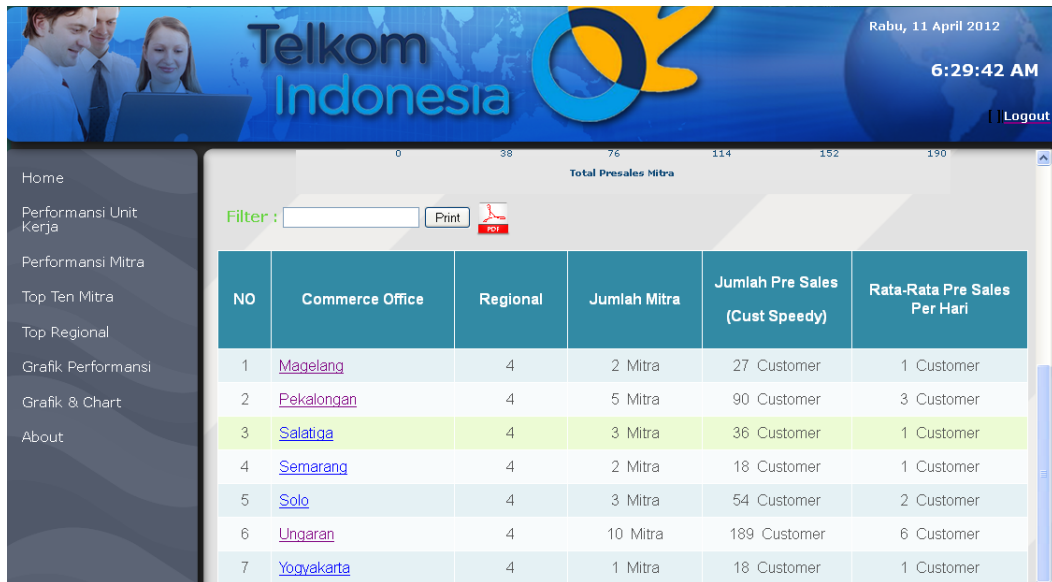 Telkom
Indonesia
Rabu, 11 April 2012
6:29:42 AM
[ ]Logout
Home
Performansi Unit
Kerja
Performansi Mitra
Top Ten Mitra
Top Regional
Grafik Performansi
Grafik & Chart
About
0 38 76 114 152 190
Total Presales Mitra
Filter : Print PDF
NO Commerce Office Regional Jumlah Mitra Jumlah Pre Sales (Cust Speedy) Rata-Rata Pre Sales Per Hari
1 Magelang 4 2 Mitra 27 Customer 1 Customer
2 Pekalongan 4 5 Mitra 90 Customer 3 Customer
3 Salatiga 4 3 Mitra 36 Customer 1 Customer
4 Semarang 4 2 Mitra 18 Customer 1 Customer
5 Solo 4 3 Mitra 54 Customer 2 Customer
6 Ungaran 4 10 Mitra 189 Customer 6 Customer
7 Yogyakarta 4 1 Mitra 18 Customer 1 Customer